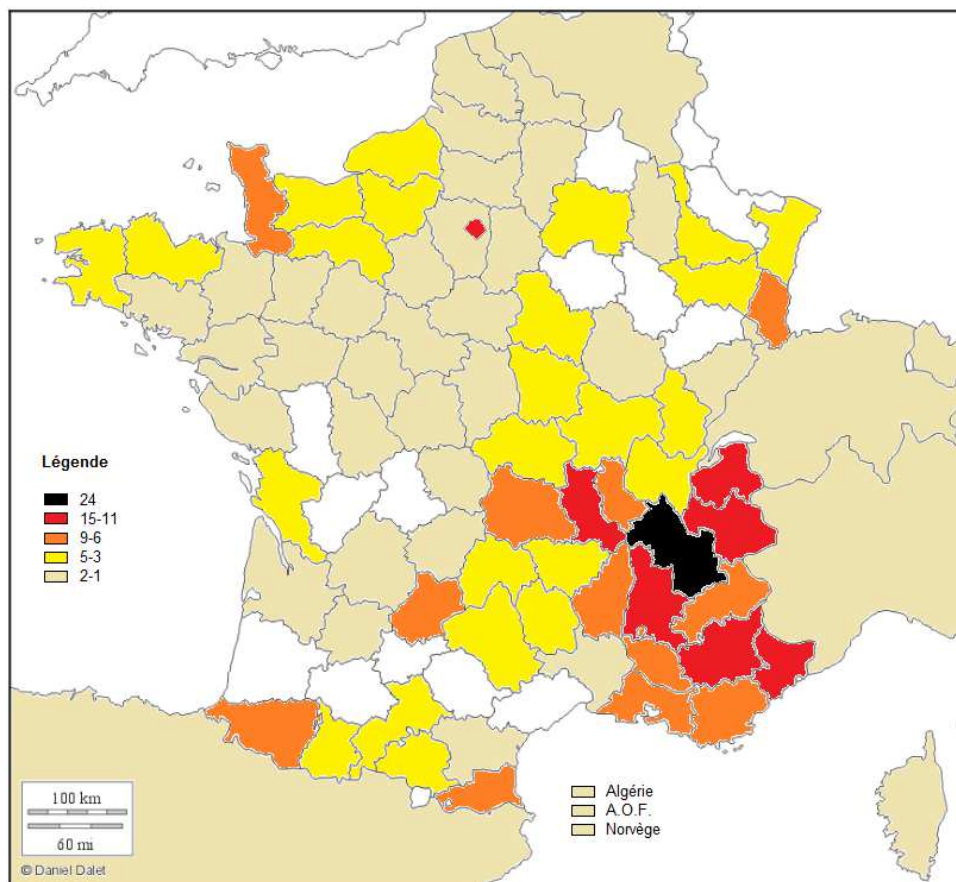 Légende
24
15-11
9-6
5-3
2-1
Algérie
A.O.F.
Norvège
100 km
60 mi
© Daniel Dalet